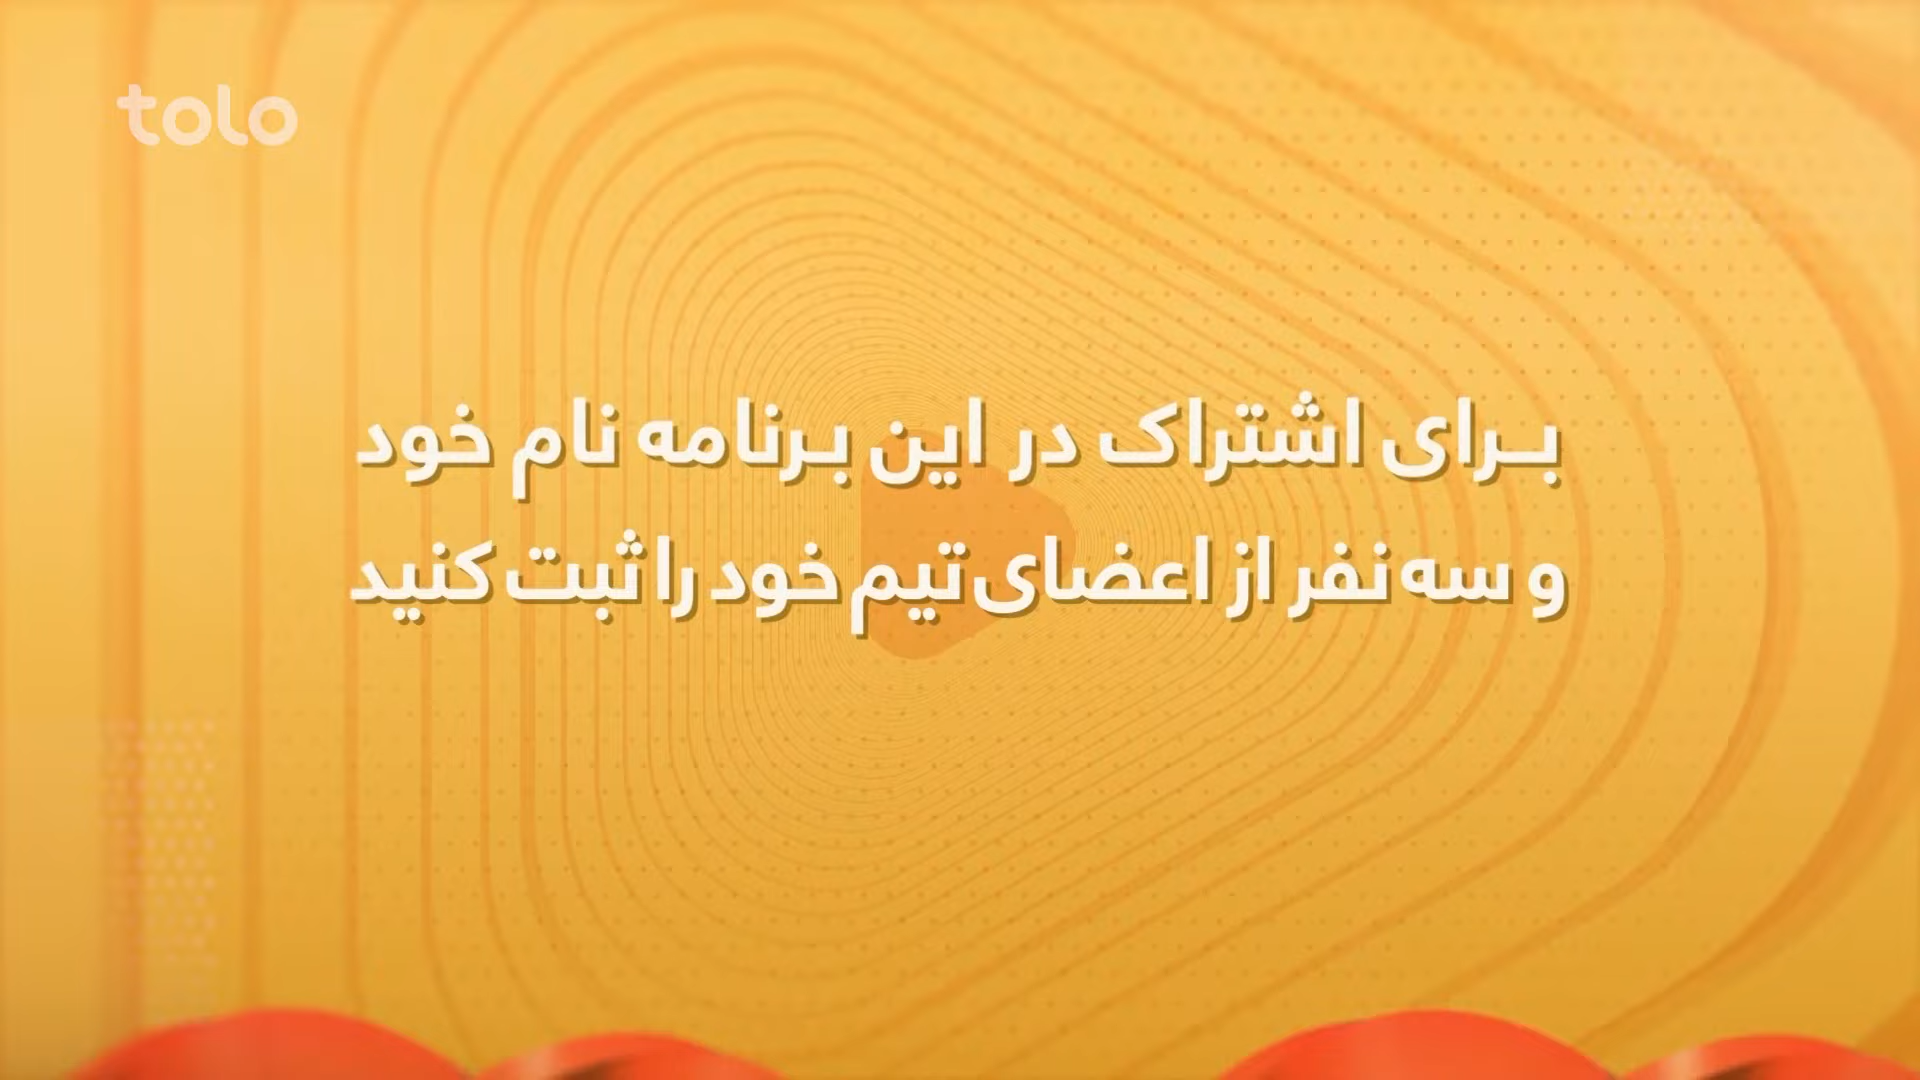 tolo
برای اشتراک در این برنامه نام خود
و سه نفر از اعضای تیم خود را ثبت کنید